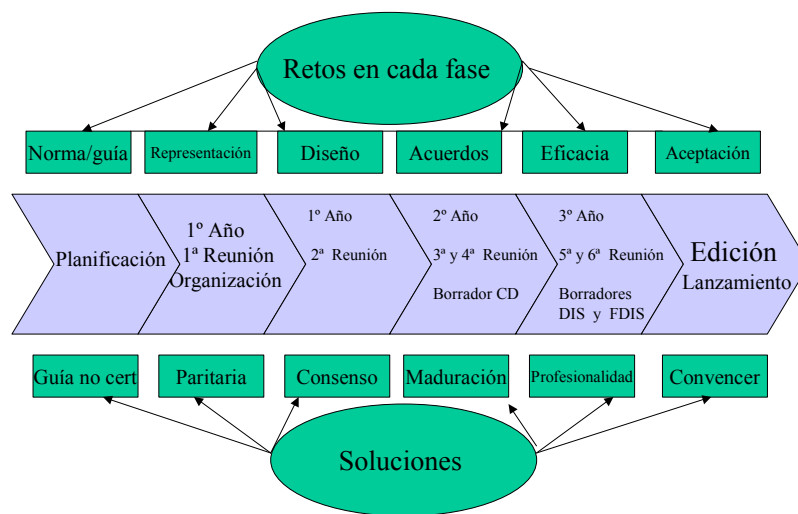 Retos en cada fase
Norma/guía
Representación
Diseño
Acuerdos
Eficacia
Aceptación
Planificación
1º Año
1ª Reunión
Organización
1º Año
2ª Reunión
2º Año
3ª y 4ª Reunión
Borrador CD
3º Año
5ª y 6ª Reunión
Borradores
DIS y FDIS
Edición
Lanzamiento
Guía no cert
Paritaria
Consenso
Maduración
Profesionalidad
Convencer
Soluciones